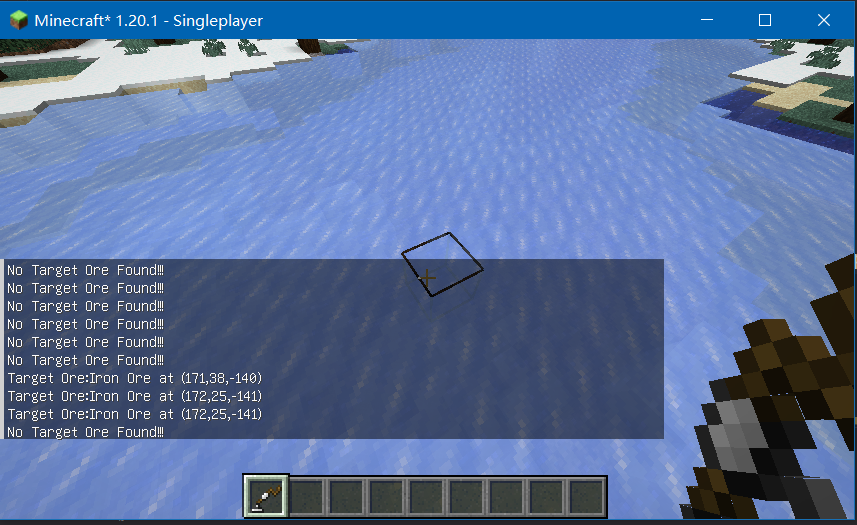 Minecraft* 1.20.1 - Singleplayer
No Target Ore Found!!!
No Target Ore Found!!!
No Target Ore Found!!!
No Target Ore Found!!!
No Target Ore Found!!!
No Target Ore Found!!!
Target Ore:Iron Ore at (171,38,-140)
Target Ore:Iron Ore at (172,25,-141)
Target Ore:Iron Ore at (172,25,-141)
No Target Ore Found!!!